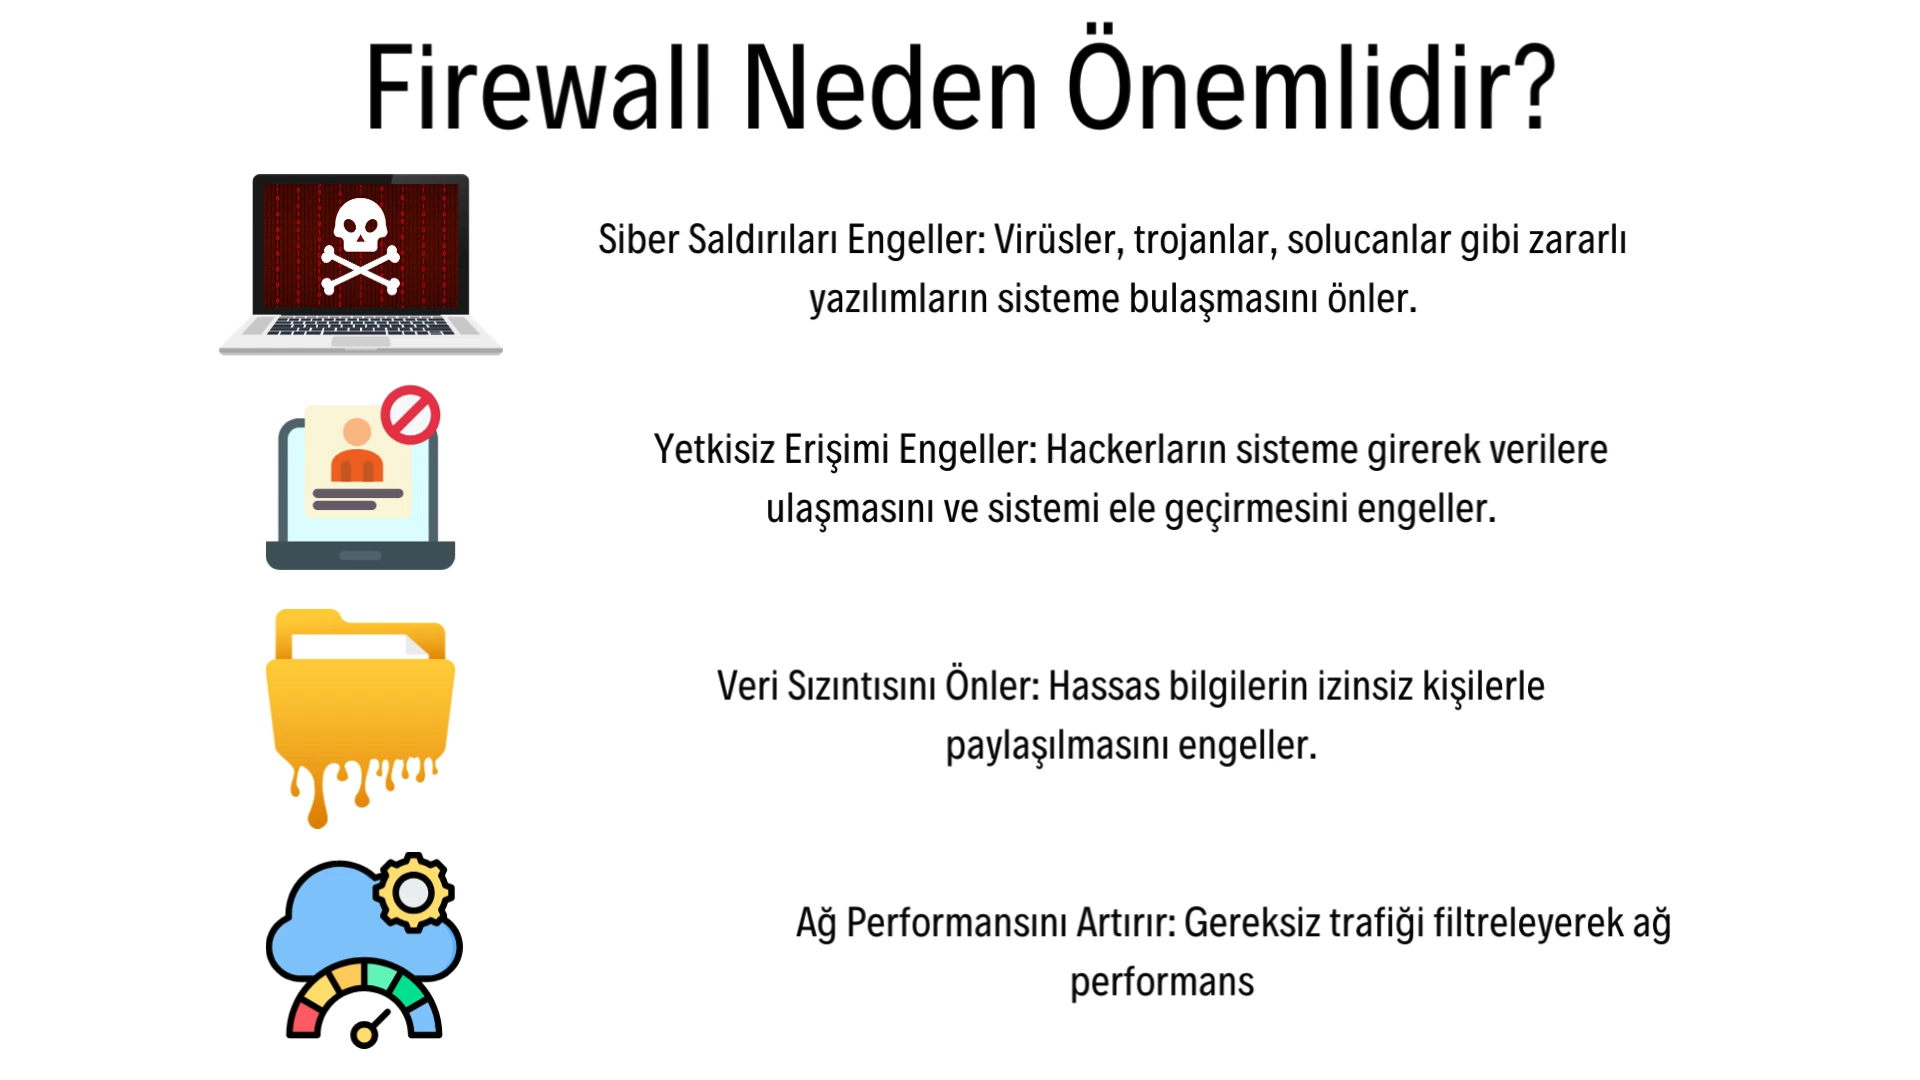 Firewall Neden Önemlidir?
Siber Saldırıları Engeller: Virüsler, trojanlar, solucanlar gibi zararlı
yazılımların sisteme bulaşmasını önler.
Yetkisiz Erişimi Engeller: Hackerların sisteme girerek verilere
ulaşmasını ve sistemi ele geçirmesini engeller.
Veri Sızıntısını Önler: Hassas bilgilerin izinsiz kişilerle
paylaşılmasını engeller.
Ağ Performansını Artırır: Gereksiz trafiği filtreleyerek ağ
performans